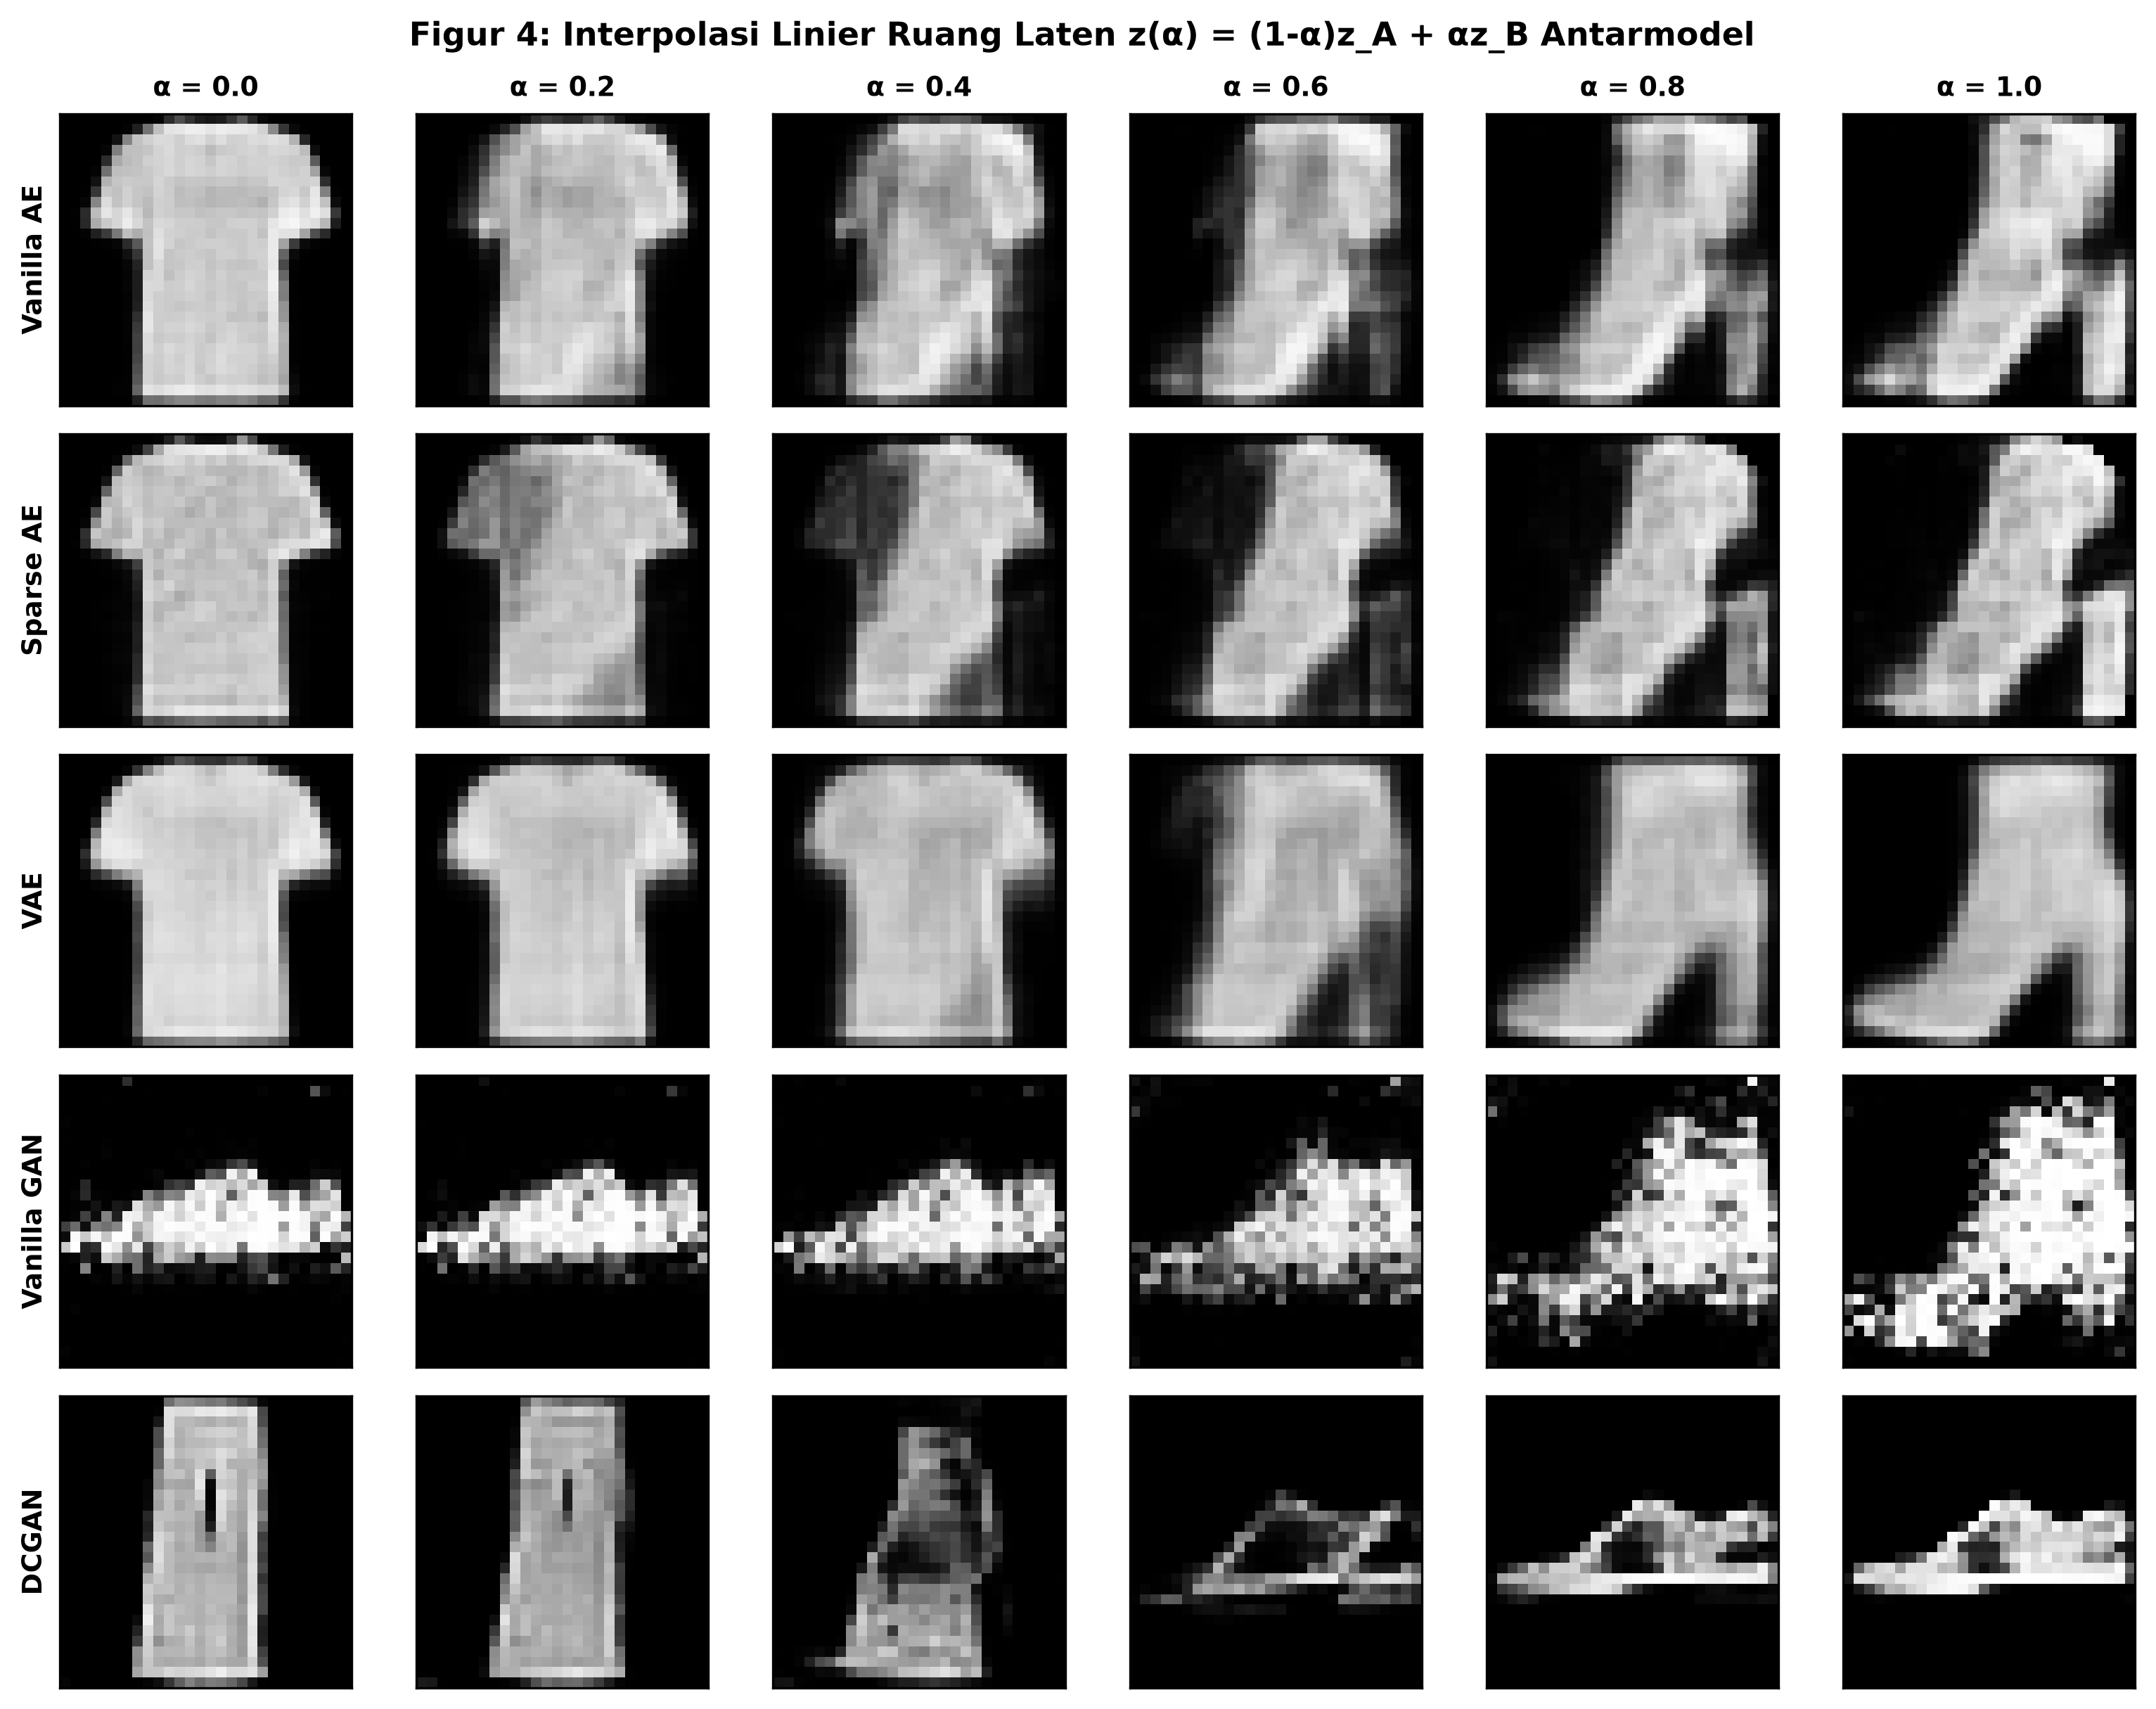 Figur 4: Interpolasi Linier Ruang Laten z(α) = (1-α)z_A + αz_B Antarmodel
α = 0.0
α = 0.2
α = 0.4
α = 0.6
α = 0.8
α = 1.0
Vanilla AE
Sparse AE
VAE
Vanilla GAN
DCGAN